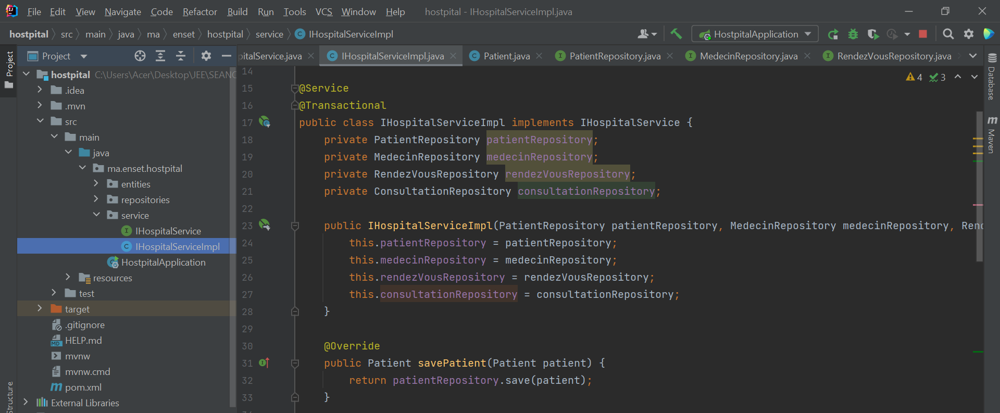 File Edit View Navigate Code Refactor Build Run Tools VCS Window Help hostpital - IHospitalServiceImpl.java
hostpital src main java ma enset hostpital service IHospitalServiceImpl HostpitalApplication
Project
Project
pitalService.java IHospitalServiceImpl.java Patient.java PatientRepository.java MedecinRepository.java RendezVousRepository.java
hostpital C:\Users\Acer\Desktop\JEE\SEANC
.idea
.mvn
src
main
java
ma.enset.hostpital
entities
repositories
service
IHospitalService
IHospitalServiceImpl
HostpitalApplication
resources
test
target
.gitignore
HELP.md
mvnw
mvnw.cmd
pom.xml
External Libraries
Structure
4 3
14
15 @Service
16 @Transactional
17 public class IHospitalServiceImpl implements IHospitalService {
18 private PatientRepository patientRepository;
19 private MedecinRepository medecinRepository;
20 private RendezVousRepository rendezVousRepository;
21 private ConsultationRepository consultationRepository;
22
23 public IHospitalServiceImpl(PatientRepository patientRepository, MedecinRepository medecinRepository, Ren
24 this.patientRepository = patientRepository;
25 this.medecinRepository = medecinRepository;
26 this.rendezVousRepository = rendezVousRepository;
27 this.consultationRepository = consultationRepository;
28 }
29
30 @Override
31 public Patient savePatient(Patient patient) {
32 return patientRepository.save(patient);
33 }
Database
Maven